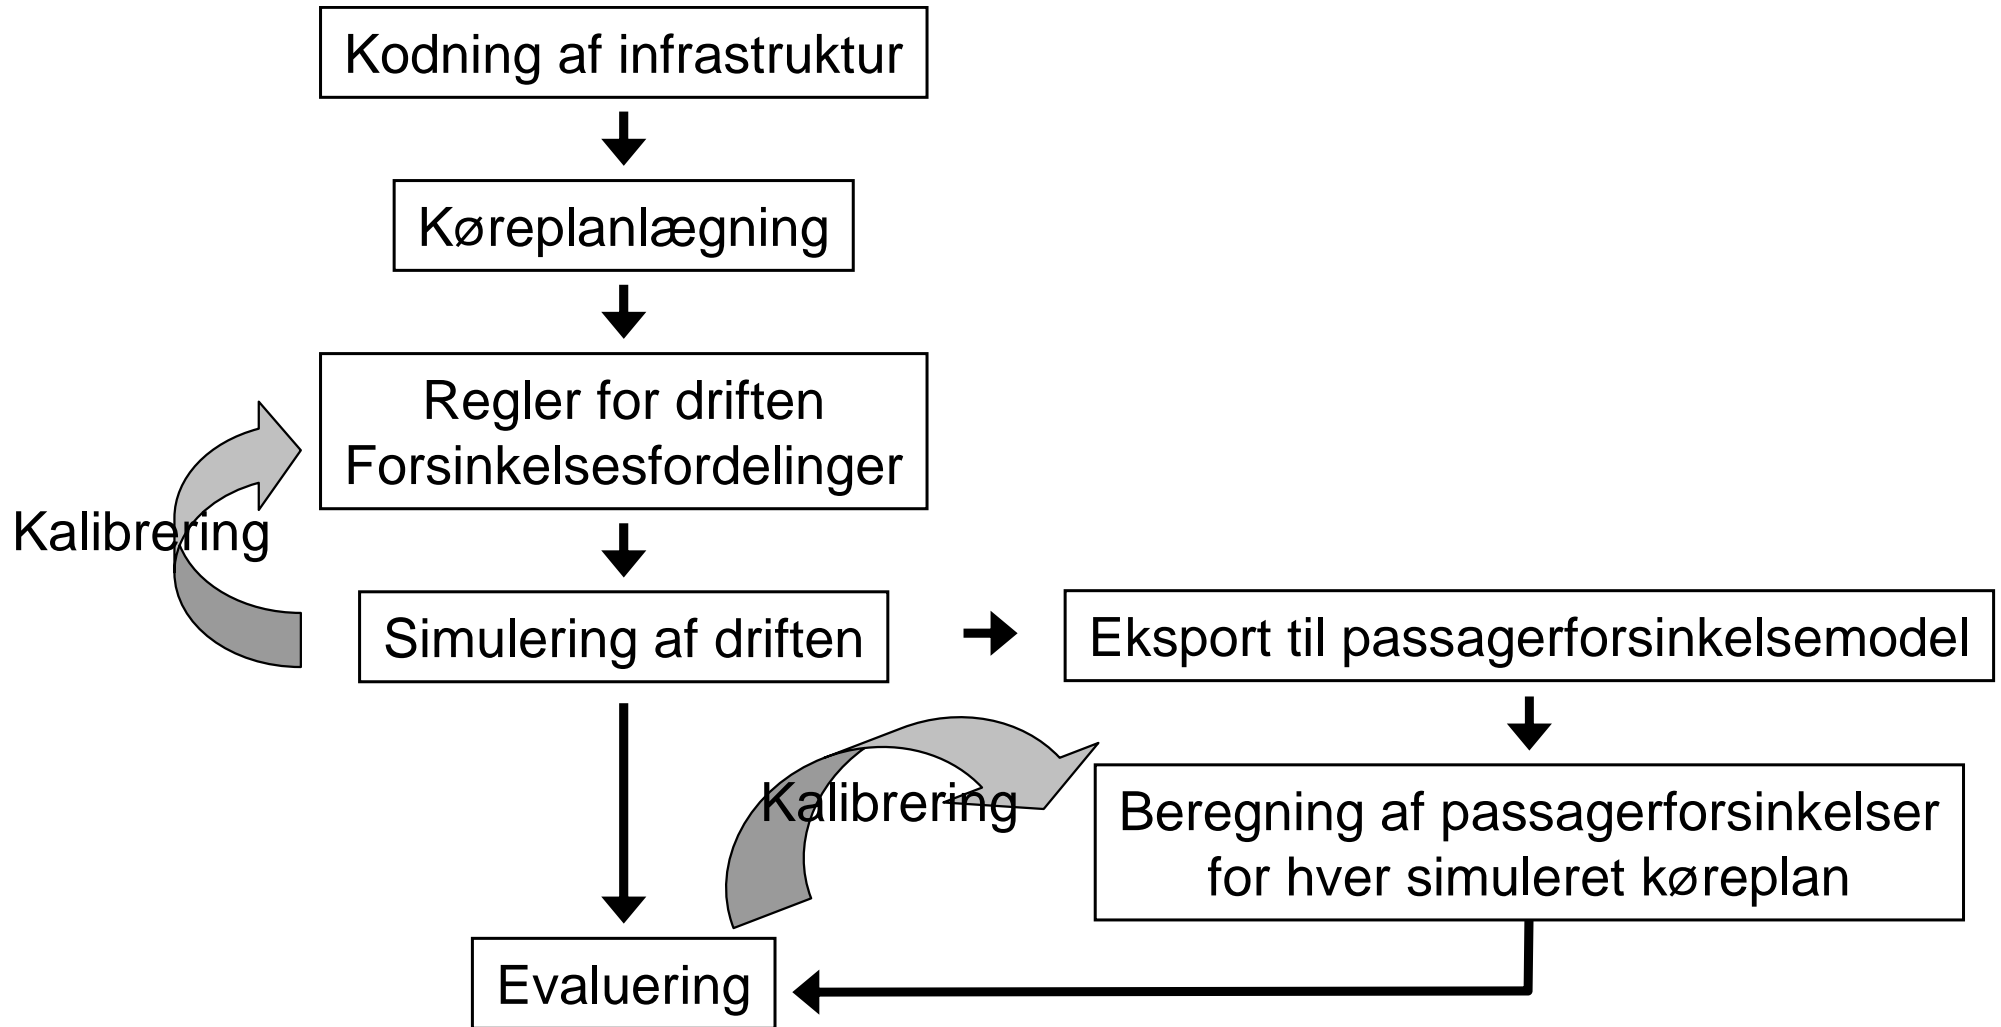 Kodning af infrastruktur
Køreplanlægning
Regler for driften
Forsinkelsesfordelinger
Kalibrering
Simulering af driften
Eksport til passagerforsinkelsemodel
Kalibrering
Beregning af passagerforsinkelser
for hver simuleret køreplan
Evaluering